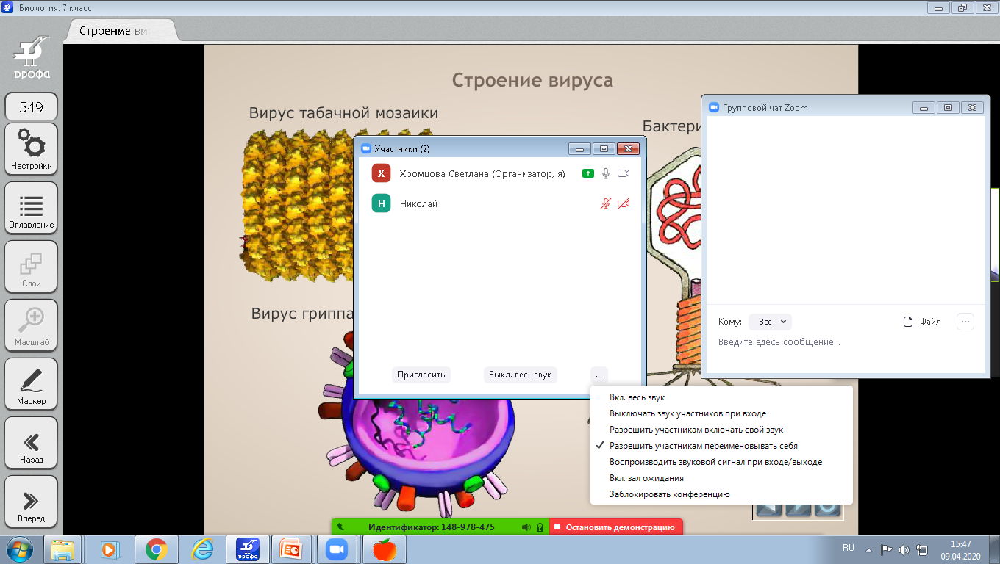 Биология. 7 класс
Строение ви
дрофа
549
Настройки
Оглавление
Слои
Масштаб
Маркер
Назад
Вперед
Строение вируса
Вирус табачной мозаики
Бактери
Вирус гриппа
Участники (2)
Х
Хромцова Светлана (Организатор, я)
Н
Николай
Пригласить
Выкл. весь звук
...
Вкл. весь звук
Выключать звук участников при входе
Разрешить участникам включать свой звук
Разрешить участникам переименовывать себя
Воспроизводить звуковой сигнал при входе/выходе
Вкл. зал ожидания
Заблокировать конференцию
Групповой чат Zoom
Кому: Все
Файл
...
Введите здесь сообщение...
Идентификатор: 148-978-475
Остановить демонстрацию
дрофа
RU
15:47
09.04.2020